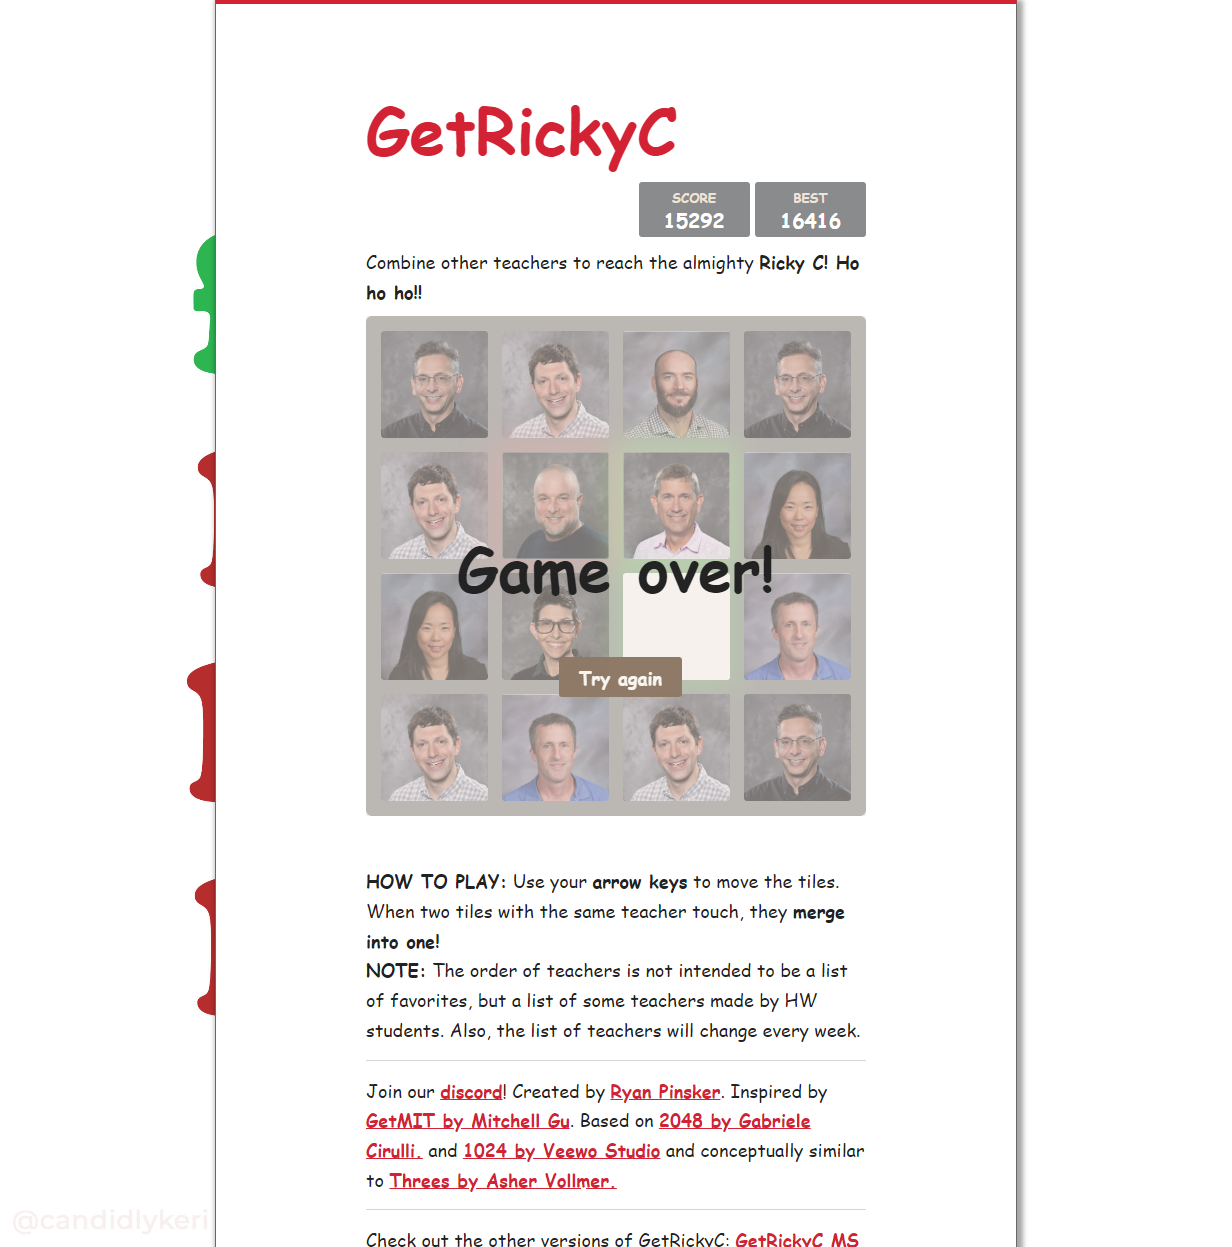 GetRickyC
SCORE
15292
BEST
16416
Combine other teachers to reach the almighty Ricky C! Ho
ho ho!!
Game over!
Try again
HOW TO PLAY: Use your arrow keys to move the tiles.
When two tiles with the same teacher touch, they merge
into one!
NOTE: The order of teachers is not intended to be a list
of favorites, but a list of some teachers made by HW
students. Also, the list of teachers will change every week.
Join our discord! Created by Ryan Pinsker. Inspired by
GetMIT by Mitchell Gu. Based on 2048 by Gabriele
Cirulli. and 1024 by Veewo Studio and conceptually similar
to Threes by Asher Vollmer.
@candidlykeri
Check out the other versions of GetRickyC: GetRickyC MS